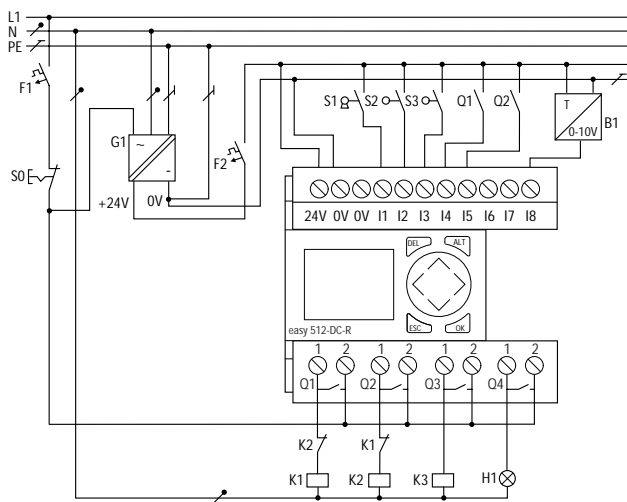 L1
N
PE
F1
S1 S2 S3 Q1 Q2
T
0-10V
B1
G1
~
-
F2
S0
+24V 0V
24V 0V 0V I1 I2 I3 I4 I5 I6 I7 I8
DEL ALT
easy 512-DC-R
ESC OK
1 2 1 2 1 2 1 2
Q1 Q2 Q3 Q4
K2 K1
K1 K2 K3 H1